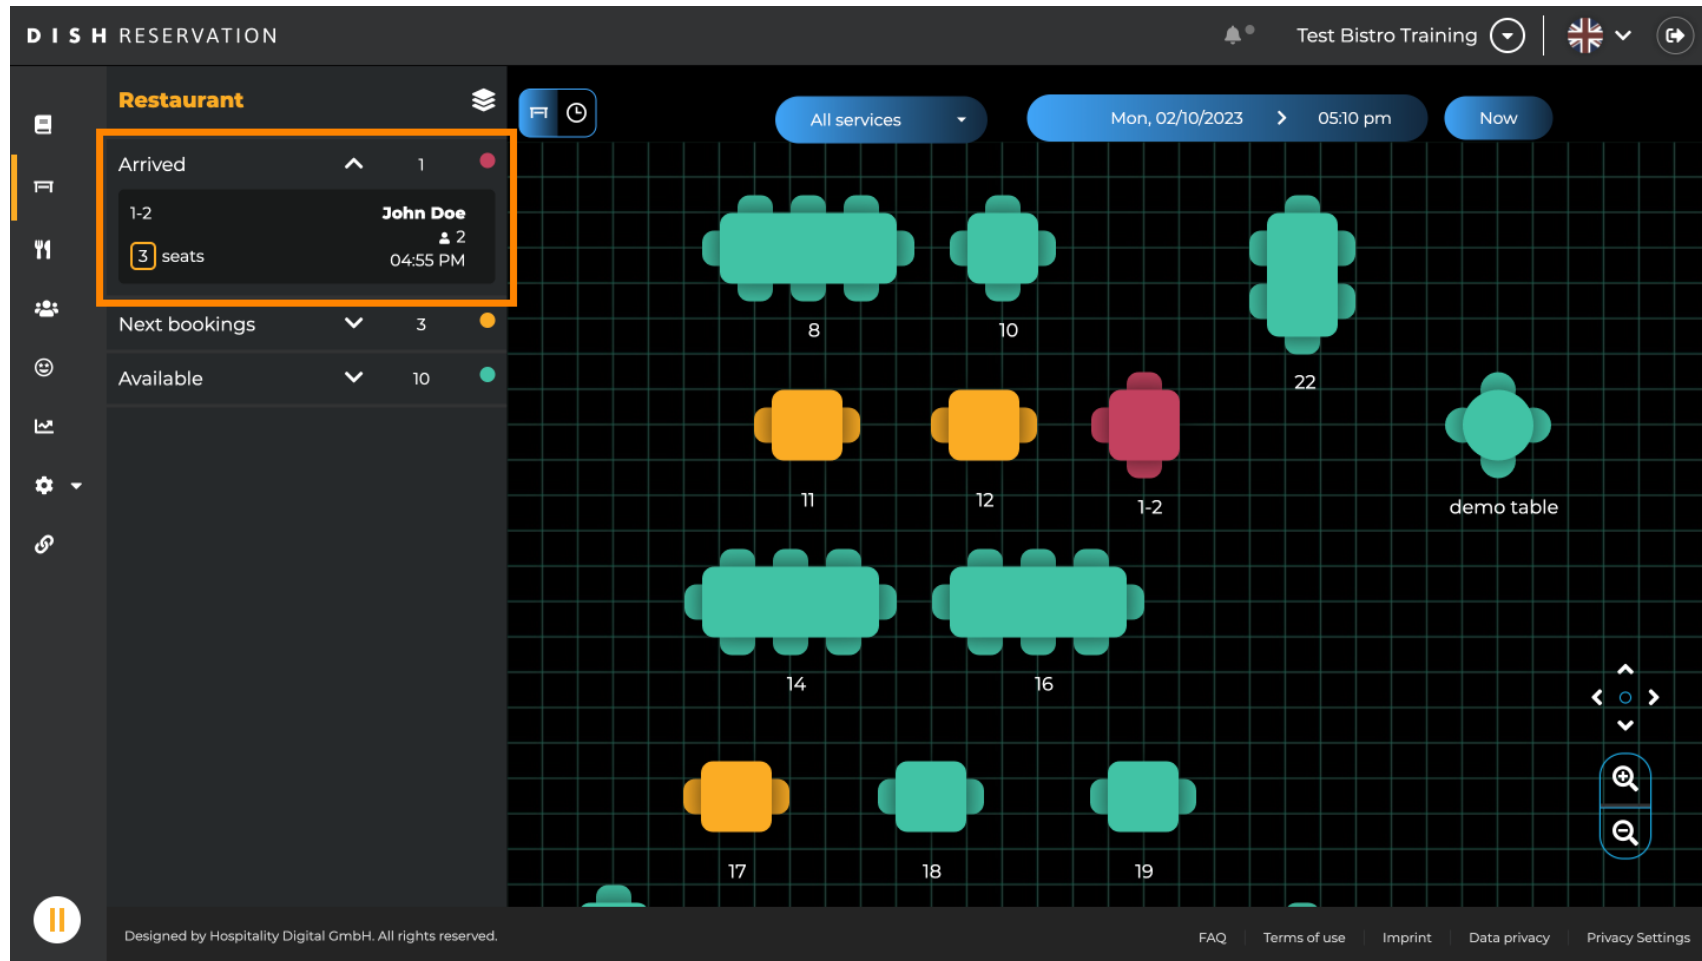 DISH RESERVATION
Test Bistro Training
Restaurant
All services
Mon, 02/10/2023
05:10 pm
Now
Arrived 1
1-2 John Doe
2
3 seats 04:55 PM
Next bookings 3
Available 10
8
10
22
11
12
1-2
demo table
14
16
17
18
19
Designed by Hospitality Digital GmbH. All rights reserved.
FAQ
Terms of use
Imprint
Data privacy
Privacy Settings